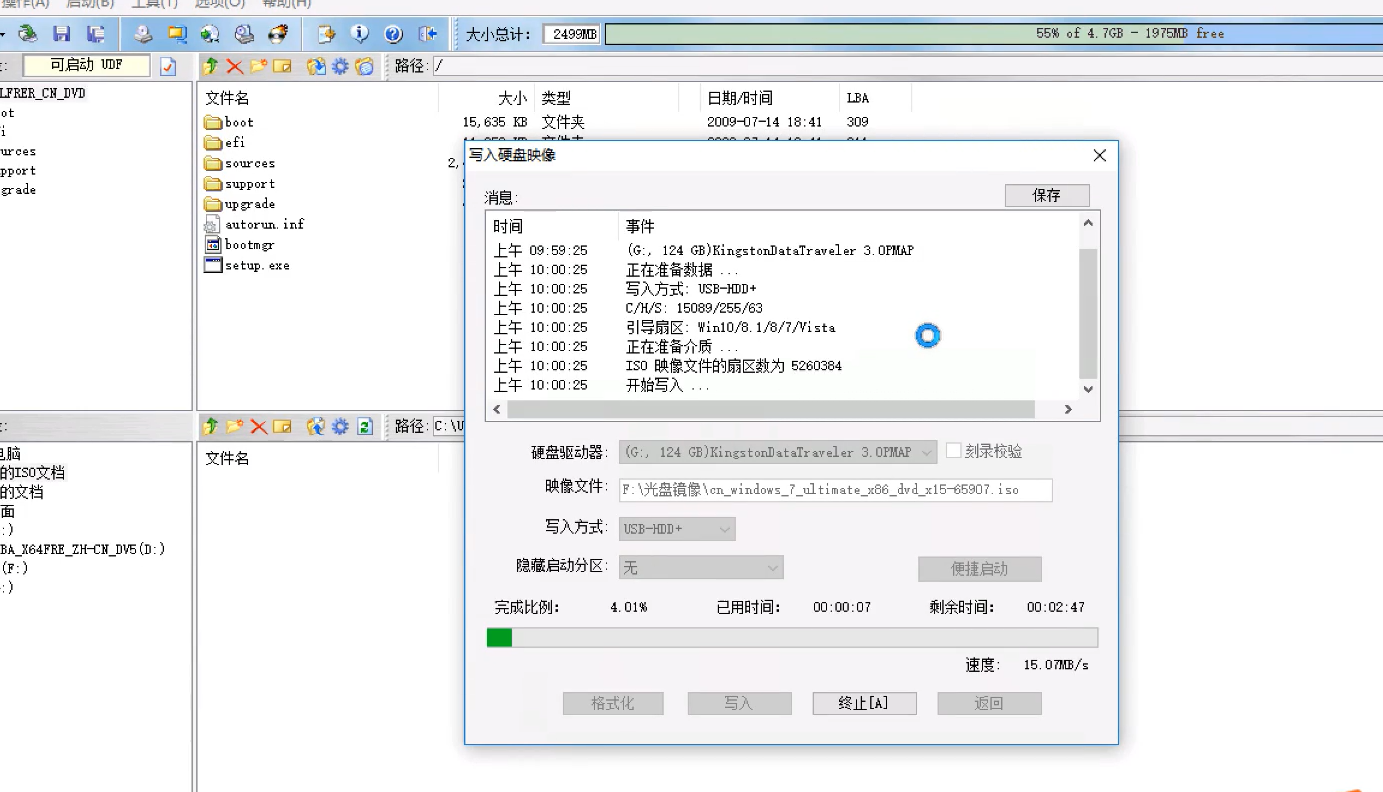 操作(A) 启动(B) 工具(T) 选项(O) 帮助(H)
大小总计: 2499MB 55% of 4.7GB - 1975MB free
可启动 UDF 路径: /
LFRER_CN_DVD
ot
i
urces
pport
grade
文件名 大小 类型 日期/时间 LBA
boot 15,635 KB 文件夹 2009-07-14 18:41 309
efi
sources 2,
support
upgrade
autorun.inf
bootmgr
setup.exe
写入硬盘映像
消息: 保存
时间 事件
上午 09:59:25 (G:, 124 GB)KingstonDataTraveler 3.0PMAP
上午 10:00:25 正在准备数据 ...
上午 10:00:25 写入方式: USB-HDD+
上午 10:00:25 C/H/S: 15089/255/63
上午 10:00:25 引导扇区: Win10/8.1/8/7/Vista
上午 10:00:25 正在准备介质 ...
上午 10:00:25 ISO 映像文件的扇区数为 5260384
上午 10:00:25 开始写入 ...
硬盘驱动器: (G:, 124 GB)KingstonDataTraveler 3.0PMAP 刻录校验
映像文件: F:\光盘镜像\cn_windows_7_ultimate_x86_dvd_x15-65907.iso
写入方式: USB-HDD+
隐藏启动分区: 无 便捷启动
完成比例: 4.01% 已用时间: 00:00:07 剩余时间: 00:02:47
速度: 15.07MB/s
格式化 写入 终止[A] 返回
路径: C:\U
文件名
电脑
的ISO文档
的文档
面
:)
BA_X64FRE_ZH-CN_DV5(D:)
(F:)
:)